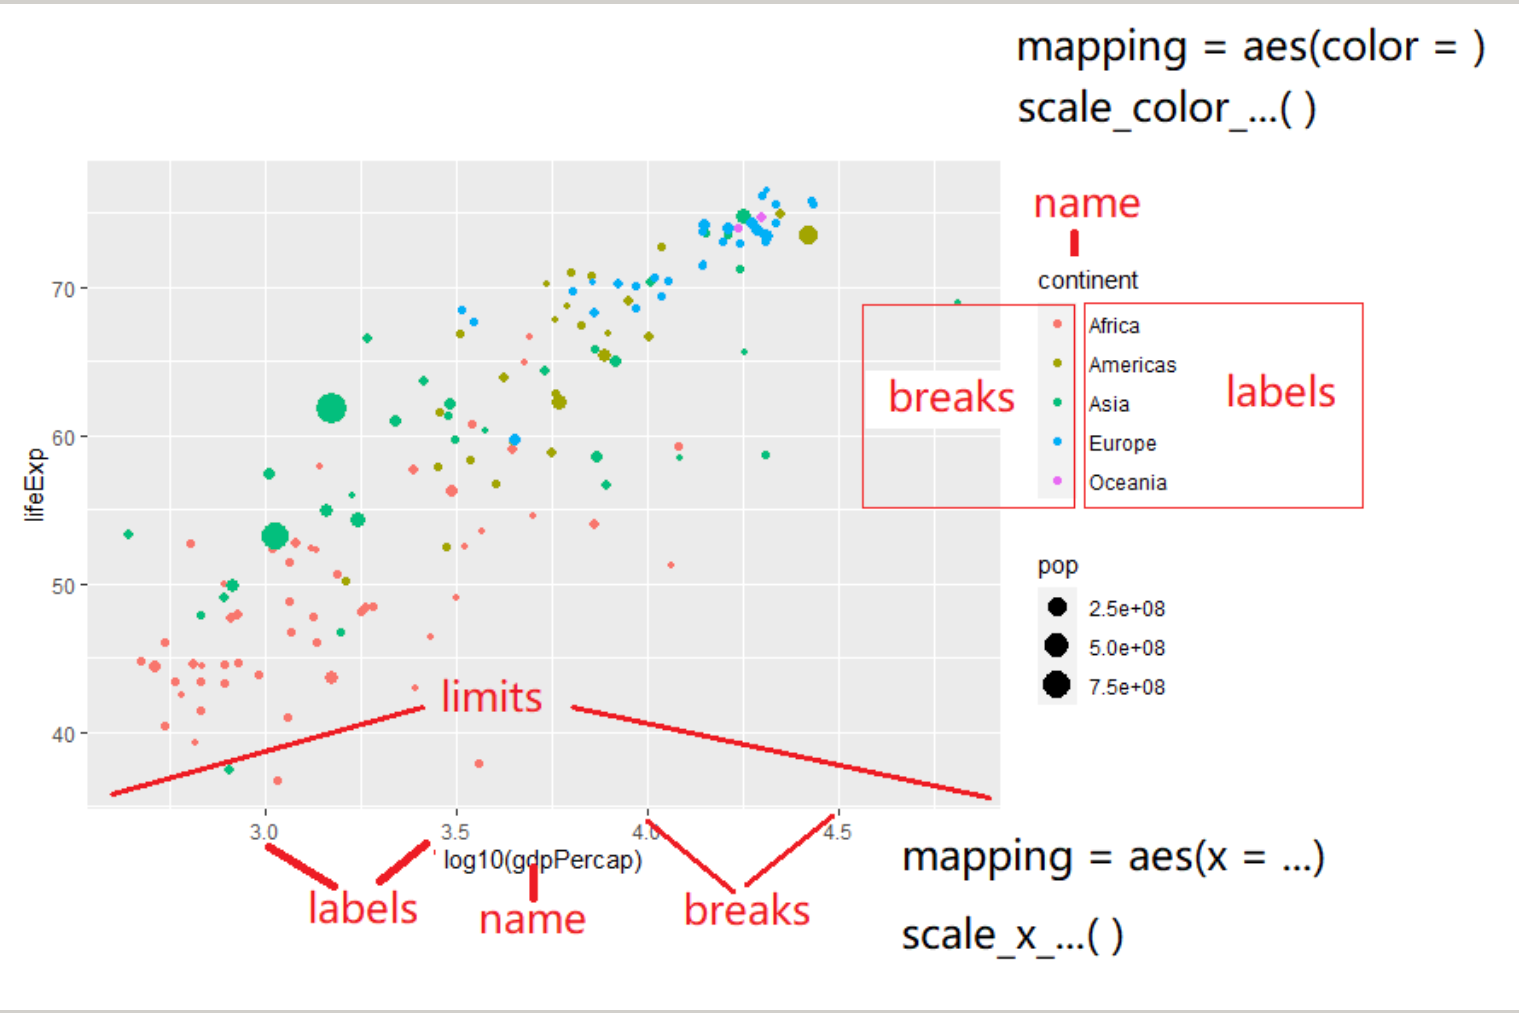 mapping = aes(color = )
scale_color_...( )
name
continent
Africa
Americas
Asia
Europe
Oceania
breaks
labels
pop
2.5e+08
5.0e+08
7.5e+08
lifeExp
70
60
50
40
limits
3.0
3.5
4.0
4.5
log10(gdpPercap)
labels
name
breaks
mapping = aes(x = ...)
scale_x_...( )